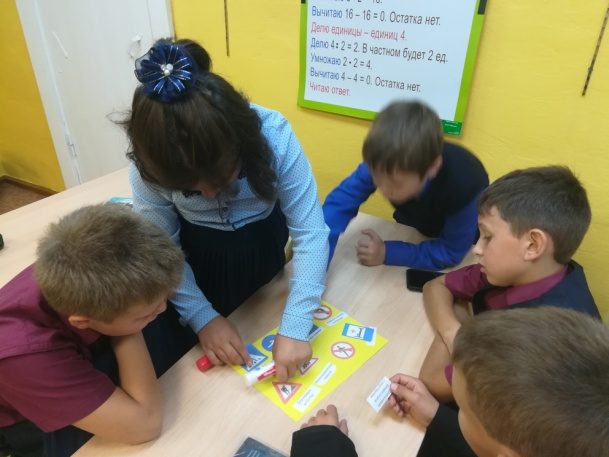 Вычитаю 16 – 16 = 0. Остатка нет.
Делю единицы – единиц 4.
Делю 4 : 2 = 2. В частном будет 2 ед.
Умножаю 2 · 2 = 4.
Вычитаю 4 – 4 = 0. Остатка нет.
Читаю ответ.